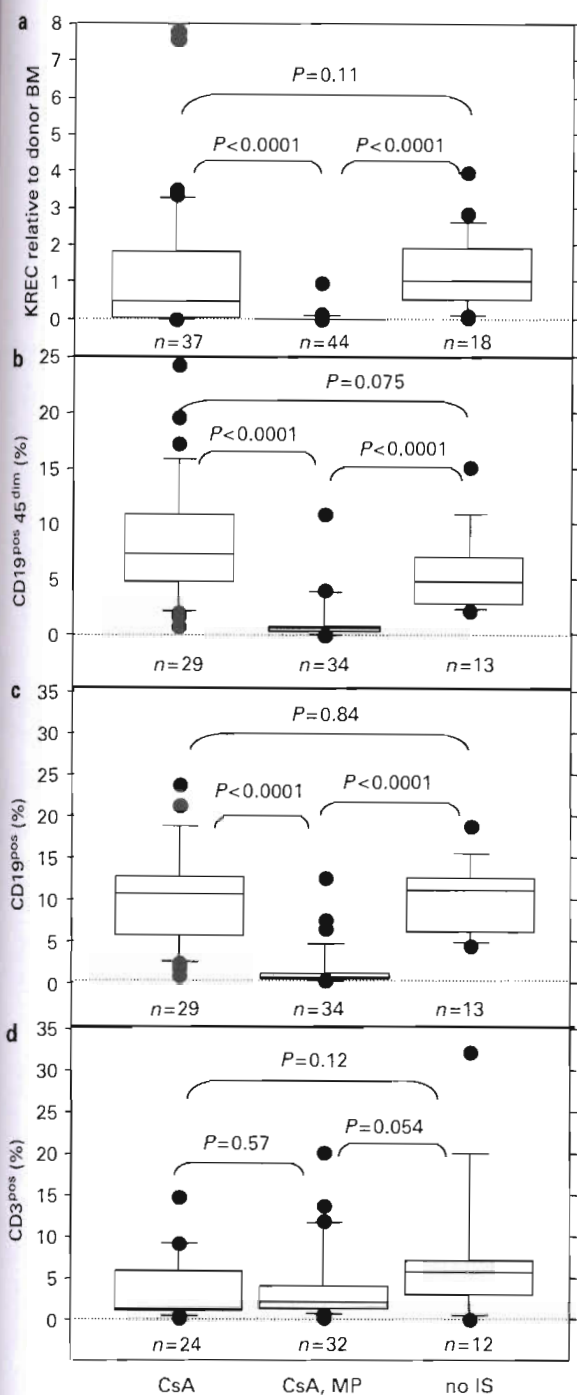 a
KREC relative to donor BM
8
7
6
5
4
3
2
1
0
P=0.11
P<0.0001 P<0.0001
n=37 n=44 n=18
b
CD19pos 45dim (%)
25
20
15
10
5
0
P=0.075
P<0.0001 P<0.0001
n=29 n=34 n=13
c
CD19pos (%)
35
30
25
20
15
10
5
0
P=0.84
P<0.0001 P<0.0001
n=29 n=34 n=13
d
CD3pos (%)
35
30
25
20
15
10
5
0
P=0.12
P=0.57 P=0.054
n=24 n=32 n=12
CsA CsA, MP no IS